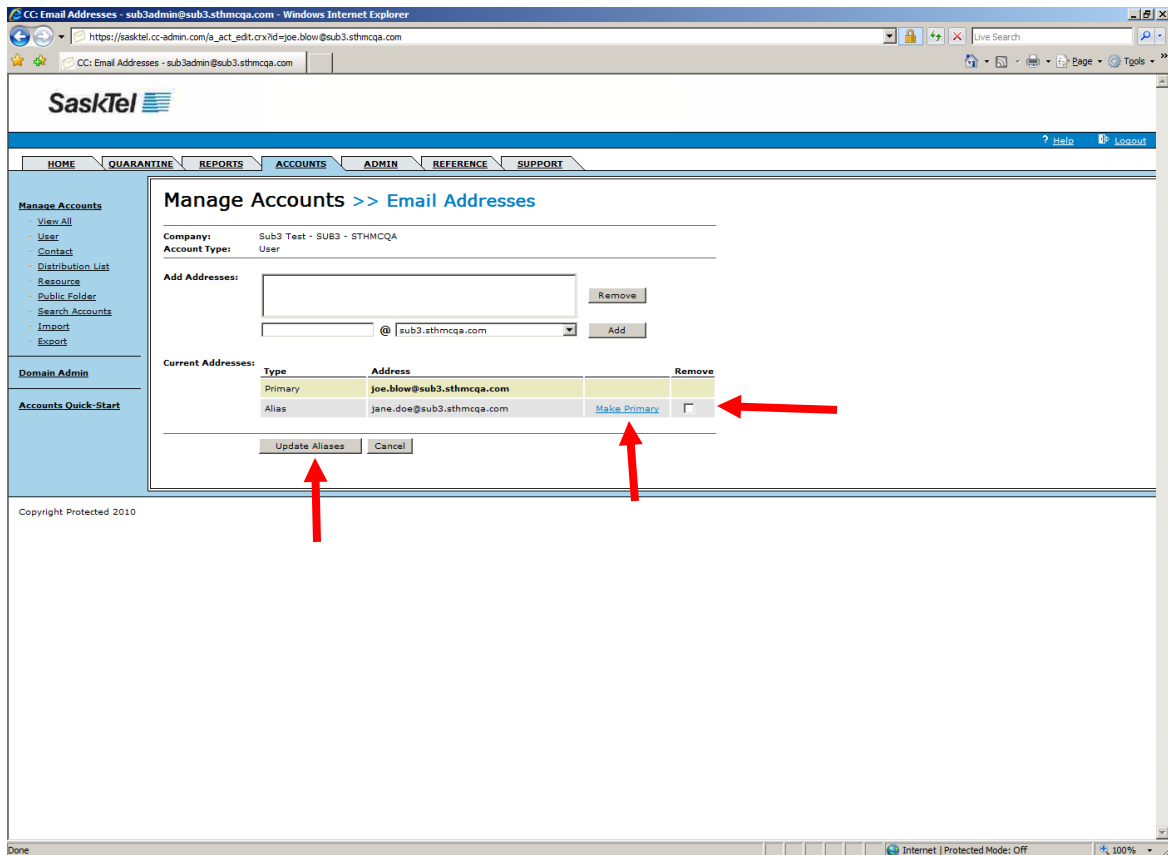 CC: Email Addresses - sub3admin@sub3.sthmcqa.com - Windows Internet Explorer
https://sasktel.cc-admin.com/a_act_edit.crx?id=joe.blow@sub3.sthmcqa.com
Live Search
CC: Email Addresses - sub3admin@sub3.sthmcqa.com
Page
Tools
SaskTel
? Help
Logout
HOME QUARANTINE REPORTS ACCOUNTS ADMIN REFERENCE SUPPORT
Manage Accounts
View All
User
Contact
Distribution List
Resource
Public Folder
Search Accounts
Import
Export
Domain Admin
Accounts Quick-Start
Manage Accounts >> Email Addresses
Company: Sub3 Test - SUB3 - STHMCQA
Account Type: User
Add Addresses:
Remove
@ sub3.sthmcqa.com Add
Current Addresses:
Type Address Remove
Primary joe.blow@sub3.sthmcqa.com
Alias jane.doe@sub3.sthmcqa.com Make Primary
Update Aliases Cancel
Copyright Protected 2010
Done
Internet | Protected Mode: Off
100%